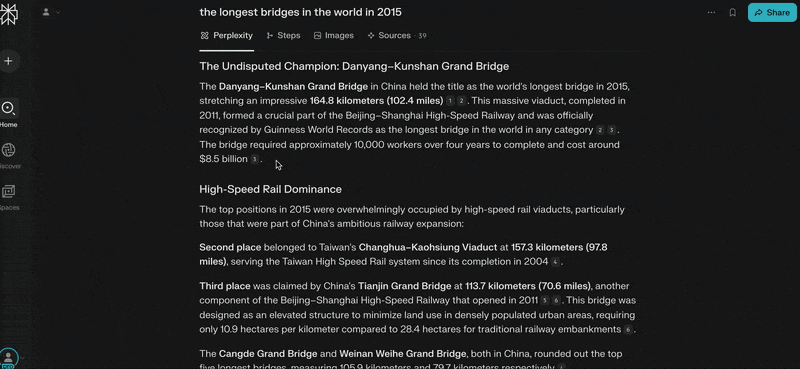 the longest bridges in the world in 2015
Share
Perplexity Steps Images Sources · 39
The Undisputed Champion: Danyang–Kunshan Grand Bridge
The Danyang–Kunshan Grand Bridge in China held the title as the world's longest bridge in 2015,
stretching an impressive 164.8 kilometers (102.4 miles) 1 2 . This massive viaduct, completed in
2011, formed a crucial part of the Beijing–Shanghai High-Speed Railway and was officially
recognized by Guinness World Records as the longest bridge in the world in any category 2 3 .
The bridge required approximately 10,000 workers over four years to complete and cost around
$8.5 billion 3 .
Home
High-Speed Rail Dominance
The top positions in 2015 were overwhelmingly occupied by high-speed rail viaducts, particularly
those that were part of China's ambitious railway expansion:
iscover
paces
Second place belonged to Taiwan's Changhua–Kaohsiung Viaduct at 157.3 kilometers (97.8
miles), serving the Taiwan High Speed Rail system since its completion in 2004 4 .
Third place was claimed by China's Tianjin Grand Bridge at 113.7 kilometers (70.6 miles), another
component of the Beijing–Shanghai High-Speed Railway that opened in 2011 5 6 . This bridge was
designed as an elevated structure to minimize land use in densely populated urban areas, requiring
only 10.9 hectares per kilometer compared to 28.4 hectares for traditional railway embankments 6 .
The Cangde Grand Bridge and Weinan Weihe Grand Bridge, both in China, rounded out the top
five longest bridges, measuring 105.9 kilometers and 79.7 kilometers respectively